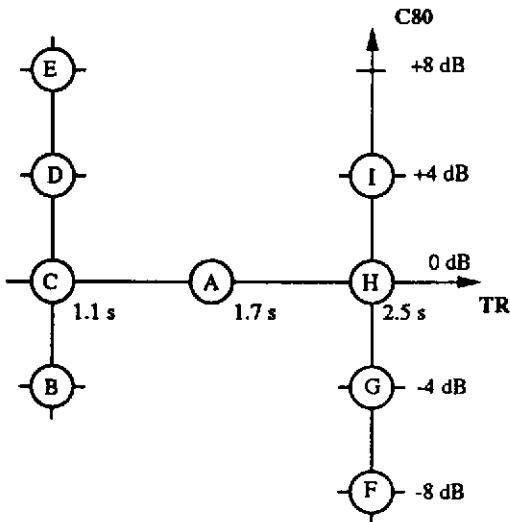 C80
E
+8 dB
D
I
+4 dB
0 dB
C
A
H
1.1 s
1.7 s
2.5 s
TR
B
G
-4 dB
F
-8 dB